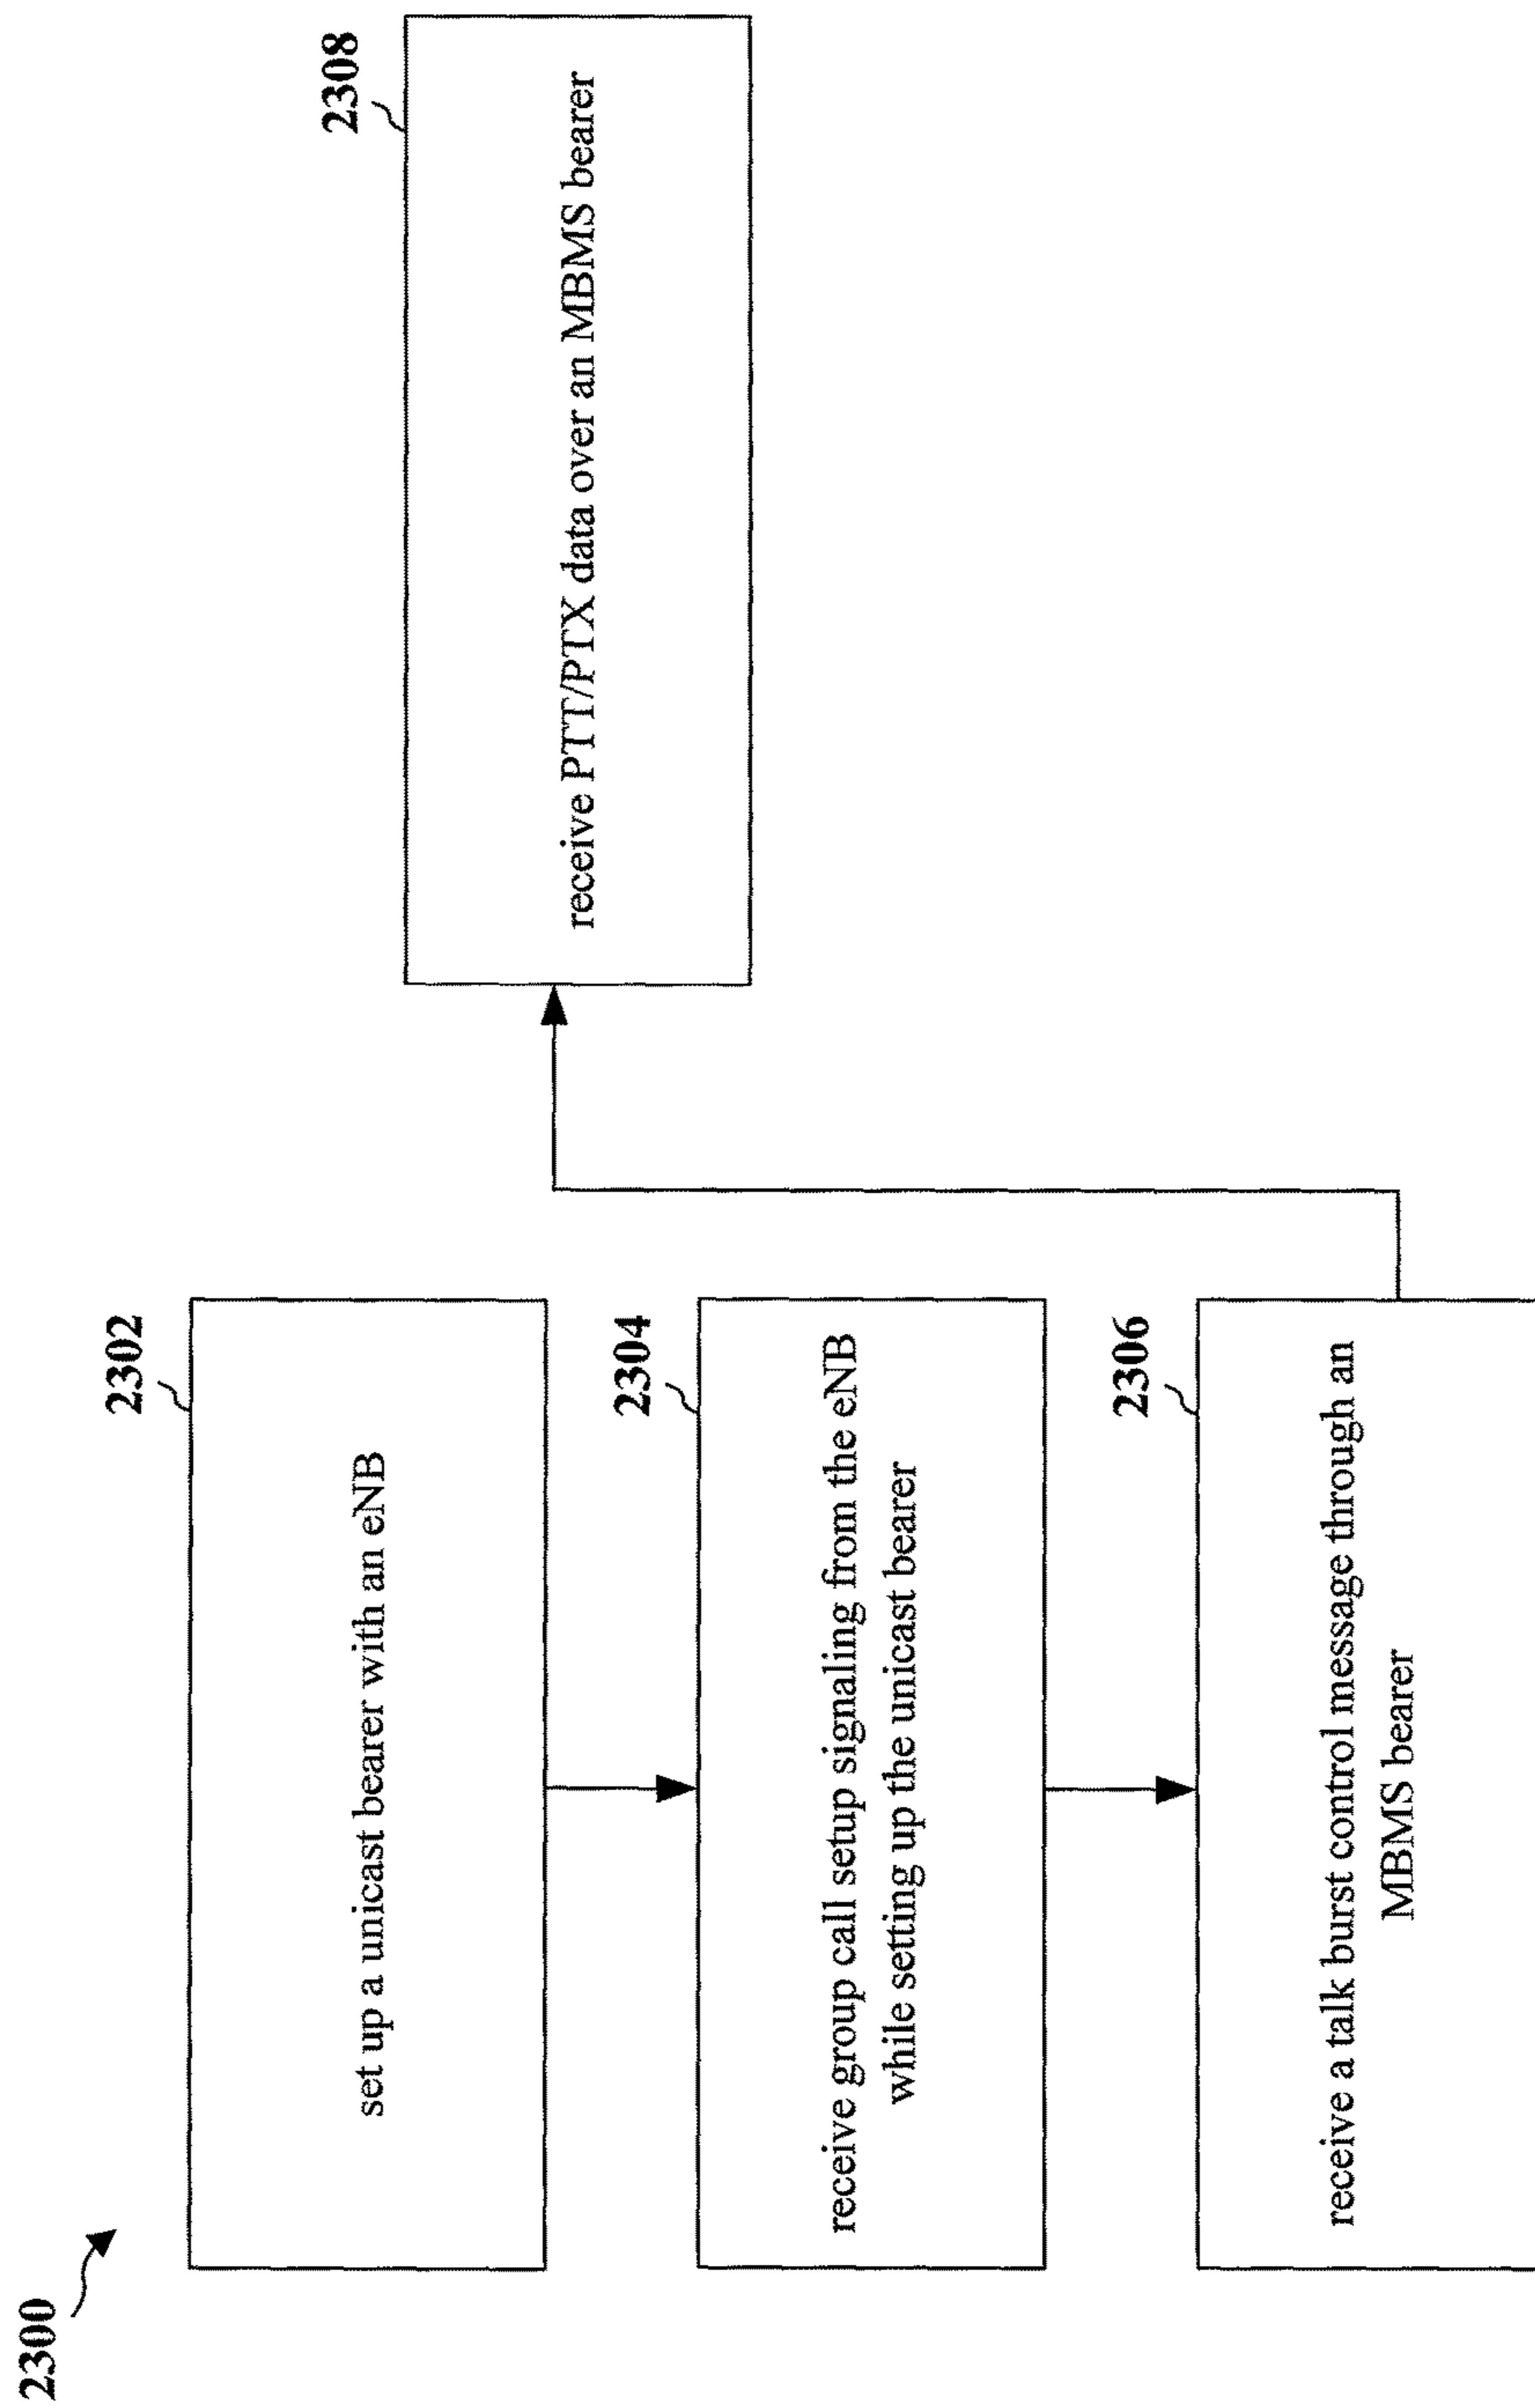 2300
2302
set up a unicast bearer with an eNB
2304
receive group call setup signaling from the eNB
while setting up the unicast bearer
2306
receive a talk burst control message through an
MBMS bearer
2308
receive PTT/PTX data over an MBMS bearer